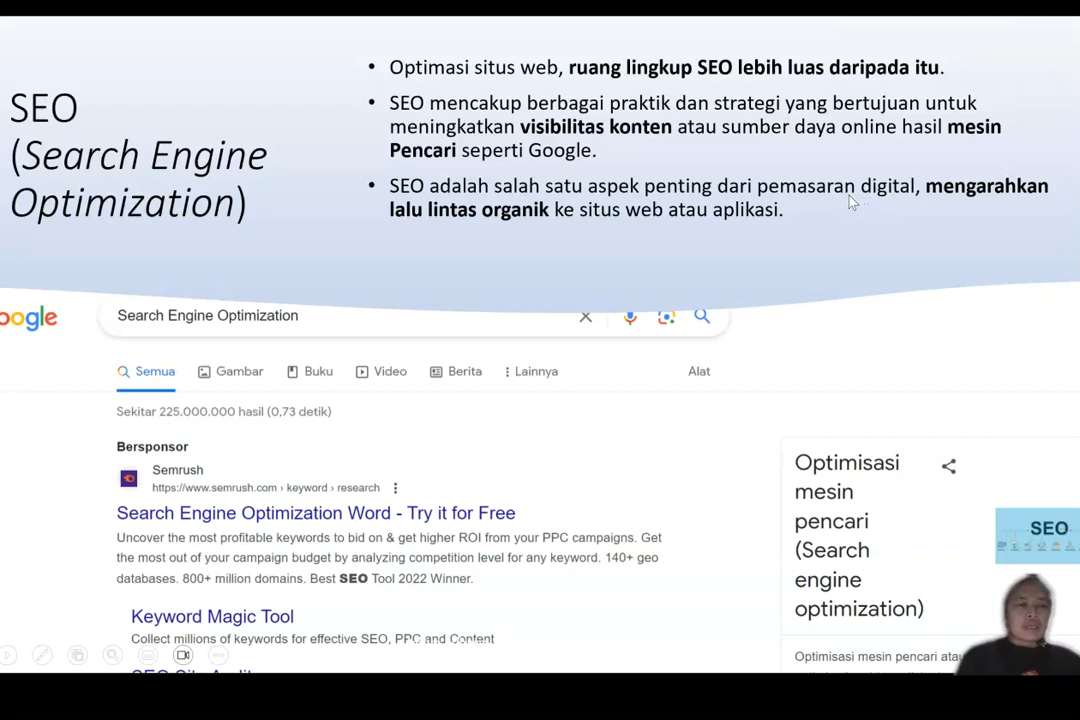 SEO
(Search Engine
Optimization)
• Optimasi situs web, ruang lingkup SEO lebih luas daripada itu.
• SEO mencakup berbagai praktik dan strategi yang bertujuan untuk
meningkatkan visibilitas konten atau sumber daya online hasil mesin
Pencari seperti Google.
• SEO adalah salah satu aspek penting dari pemasaran digital, mengarahkan
lalu lintas organik ke situs web atau aplikasi.
oogle
Search Engine Optimization
Semua Gambar Buku Video Berita Lainnya Alat
Sekitar 225.000.000 hasil (0,73 detik)
Bersponsor
Semrush
https://www.semrush.com › keyword › research
Search Engine Optimization Word - Try it for Free
Uncover the most profitable keywords to bid on & get higher ROI from your PPC campaigns. Get
the most out of your campaign budget by analyzing competition level for any keyword. 140+ geo
databases. 800+ million domains. Best SEO Tool 2022 Winner.
Keyword Magic Tool
Collect millions of keywords for effective SEO, PPC and Content
SEO Site Audit
Optimisasi
mesin
pencari
(Search
engine
optimization)
SEO
Optimisasi mesin pencari atau